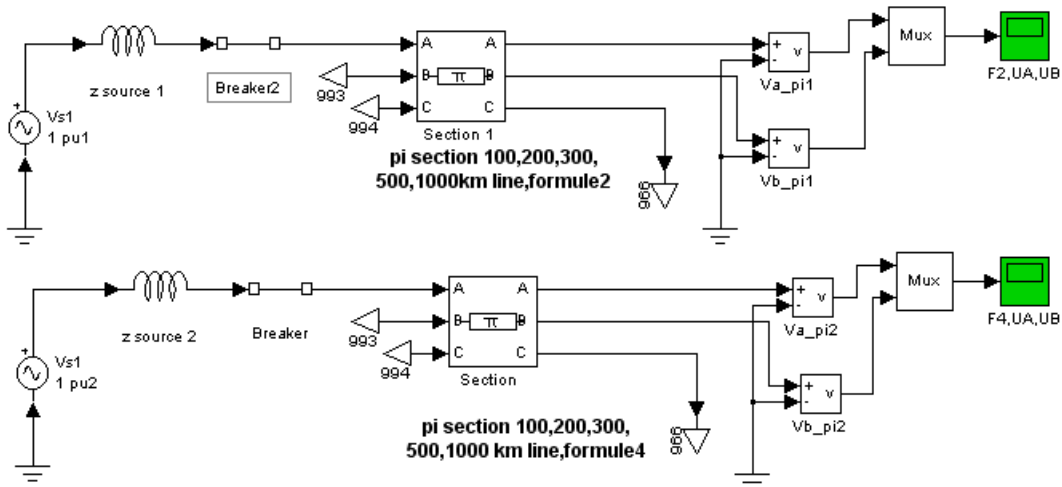 Vs1
1 pu1
z source 1
Breaker2
993
994
A
B
C
π
A
B
C
Section 1
pi section 100,200,300,
500,1000km line,formule2
966
+
-
v
Va_pi1
+
-
v
Vb_pi1
Mux
F2,UA,UB
Vs1
1 pu2
z source 2
Breaker
993
994
A
B
C
π
A
B
C
Section
pi section 100,200,300,
500,1000 km line,formule4
966
+
-
v
Va_pi2
+
-
v
Vb_pi2
Mux
F4,UA,UB